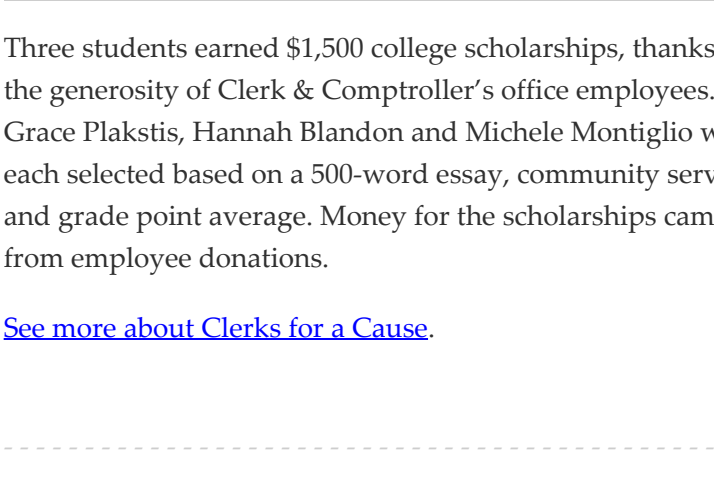 Three students earned $1,500 college scholarships, thanks
the generosity of Clerk & Comptroller’s office employees.
Grace Plakstis, Hannah Blandon and Michele Montiglio
each selected based on a 500-word essay, community
and grade point average. Money for the scholarships
from employee donations.
See more about Clerks for a Cause.